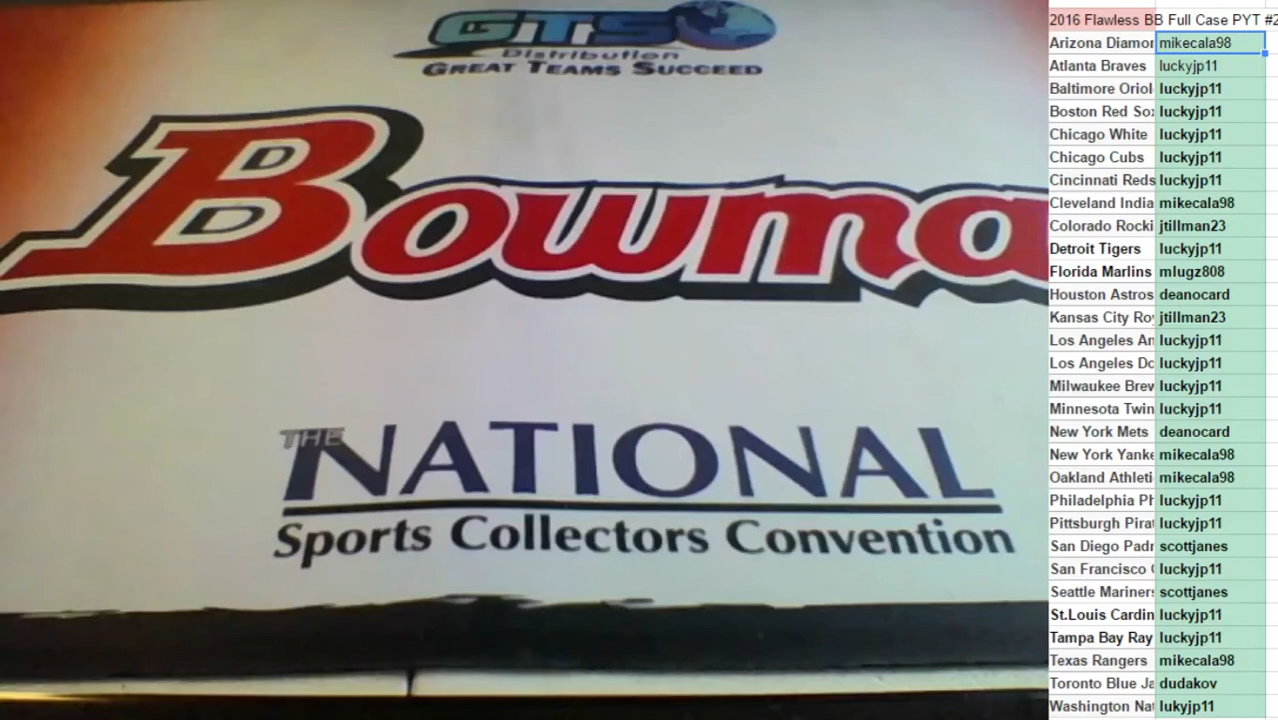 GTS
Distribution
GREAT TEAMS SUCCEED
Bowma
THE NATIONAL
Sports Collectors Convention
2016 Flawless BB Full Case PYT #2
Arizona Diamor mikecala98
Atlanta Braves luckyjp11
Baltimore Oriol luckyjp11
Boston Red Sox luckyjp11
Chicago White luckyjp11
Chicago Cubs luckyjp11
Cincinnati Reds luckyjp11
Cleveland India mikecala98
Colorado Rocki jtillman23
Detroit Tigers luckyjp11
Florida Marlins mlugz808
Houston Astros deanocard
Kansas City Roy jtillman23
Los Angeles An luckyjp11
Los Angeles Do luckyjp11
Milwaukee Brew luckyjp11
Minnesota Twin luckyjp11
New York Mets deanocard
New York Yanke mikecala98
Oakland Athleti mikecala98
Philadelphia Ph luckyjp11
Pittsburgh Pirat luckyjp11
San Diego Padr scottjanes
San Francisco G luckyjp11
Seattle Mariners scottjanes
St.Louis Cardin luckyjp11
Tampa Bay Ray luckyjp11
Texas Rangers mikecala98
Toronto Blue Ja dudakov
Washington Nat lukyjp11